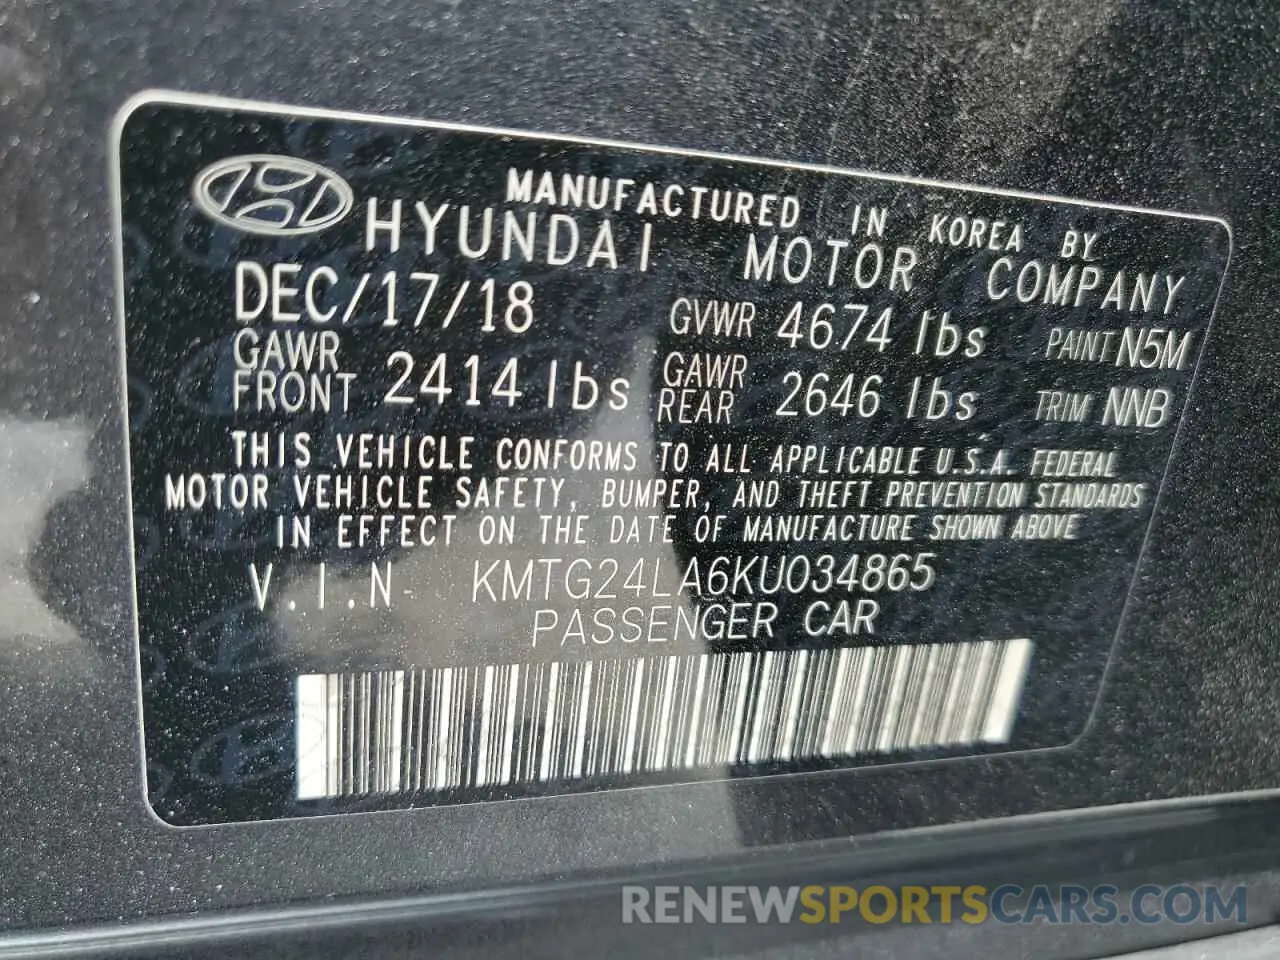 MANUFACTURED IN KOREA BY
HYUNDAI MOTOR COMPANY
DEC/17/18 GVWR 4674 lbs PAINT N5M
GAWR FRONT 2414 lbs GAWR REAR 2646 lbs TRIM NNB
THIS VEHICLE CONFORMS TO ALL APPLICABLE U.S.A. FEDERAL
MOTOR VEHICLE SAFETY, BUMPER, AND THEFT PREVENTION STANDARDS
IN EFFECT ON THE DATE OF MANUFACTURE SHOWN ABOVE
V.I.N. KMTG24LA6KU034865
PASSENGER CAR
RENEWSPORTSCARS.COM